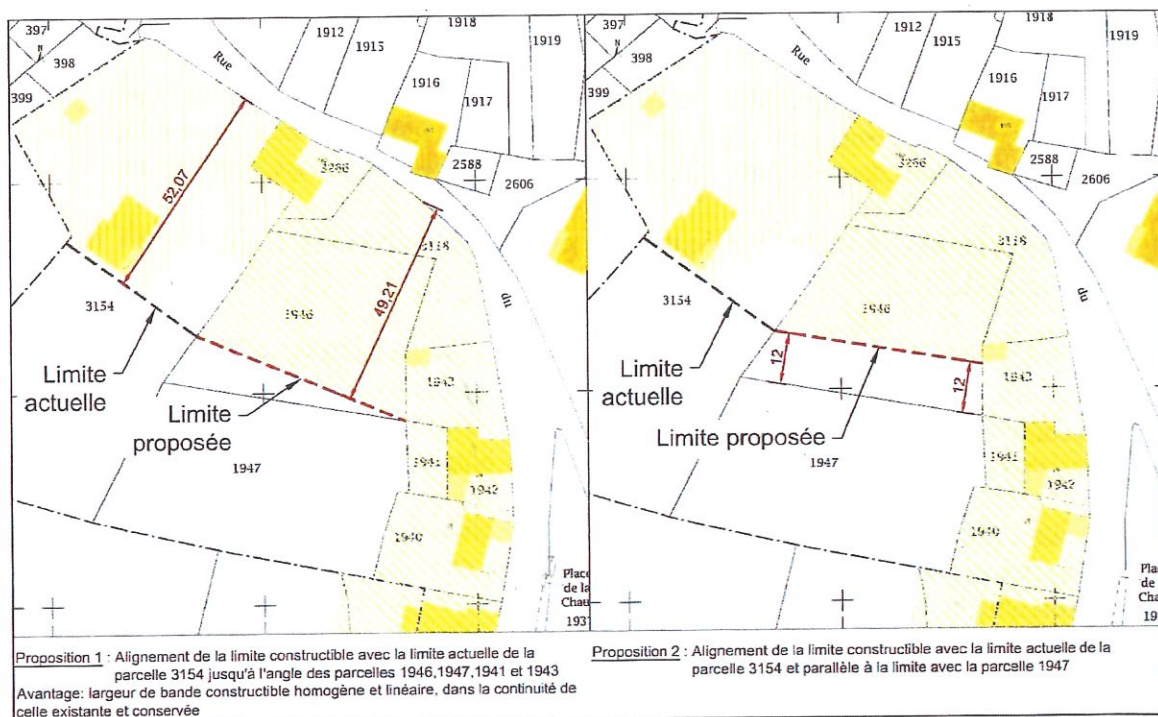 397
398
399
N
Rue
1912
1915
1918
1919
1916
1917
2588
2606
3266
3118
52,07
49,21
3154
1946
du
Limite
actuelle
Limite
proposée
1942
1947
1941
1942
1940
Place
de la
Chau
193
Proposition 1 : Alignement de la limite constructible avec la limite actuelle de la
parcelle 3154 jusqu'à l'angle des parcelles 1946,1947,1941 et 1943
Avantage: largeur de bande constructible homogène et linéaire, dans la continuité de
celle existante et conservée
397
398
399
N
Rue
1912
1915
1918
1919
1916
1917
2588
2606
3266
3118
3154
1946
du
12
12
Limite
actuelle
Limite proposée
1942
1947
1941
1942
1940
Plac
de
Cha
19
Proposition 2 : Alignement de la limite constructible avec la limite actuelle de la
parcelle 3154 et parallèle à la limite avec la parcelle 1947